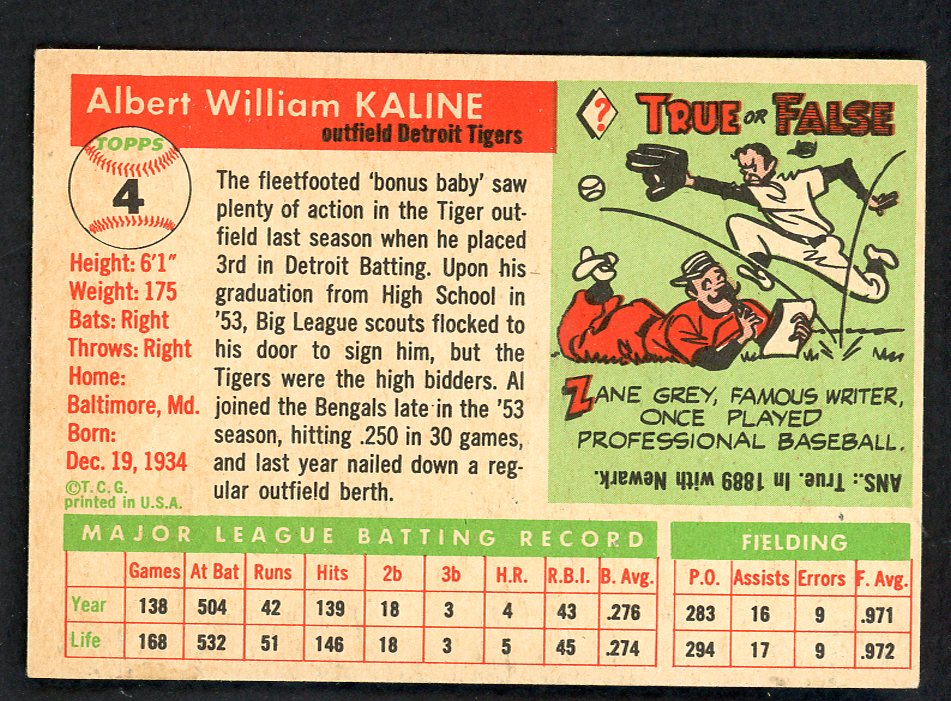 Albert William KALINE
outfield Detroit Tigers
TOPPS
4
Height: 6'1"
Weight: 175
Bats: Right
Throws: Right
Home:
Baltimore, Md.
Born:
Dec. 19, 1934
©T.C.G.
printed in U.S.A.
The fleetfooted 'bonus baby' saw
plenty of action in the Tiger out-
field last season when he placed
3rd in Detroit Batting. Upon his
graduation from High School in
'53, Big League scouts flocked to
his door to sign him, but the
Tigers were the high bidders. Al
joined the Bengals late in the '53
season, hitting .250 in 30 games,
and last year nailed down a reg-
ular outfield berth.
? TRUE OR FALSE
ZANE GREY, FAMOUS WRITER,
ONCE PLAYED
PROFESSIONAL BASEBALL.
ANS.: True. In 1889 with Newark.
MAJOR LEAGUE BATTING RECORD
Games At Bat Runs Hits 2b 3b H.R. R.B.I. B. Avg.
Year 138 504 42 139 18 3 4 43 .276
Life 168 532 51 146 18 3 5 45 .274
FIELDING
P.O. Assists Errors F. Avg.
283 16 9 .971
294 17 9 .972